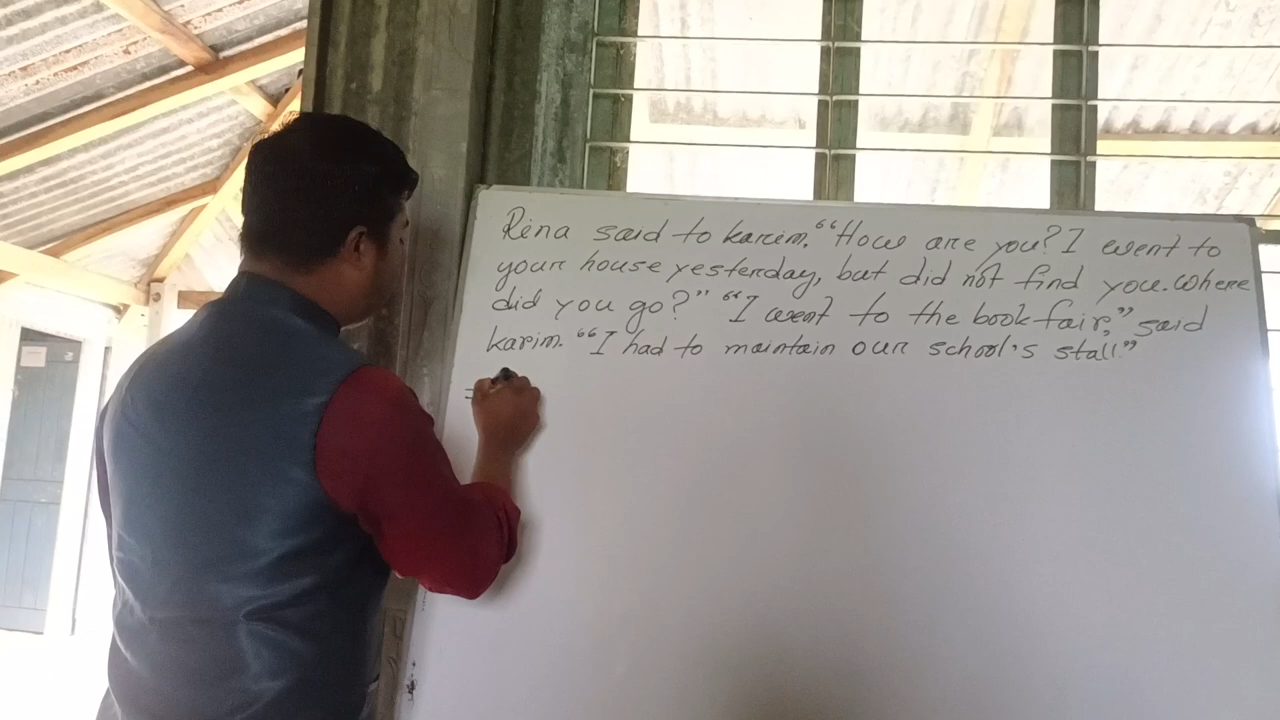 Rina said to karim. “How are you? I went to
your house yesterday, but did not find you. Where
did you go?” “I went to the book fair,” said
karim. “I had to maintain our school's stall.”
=